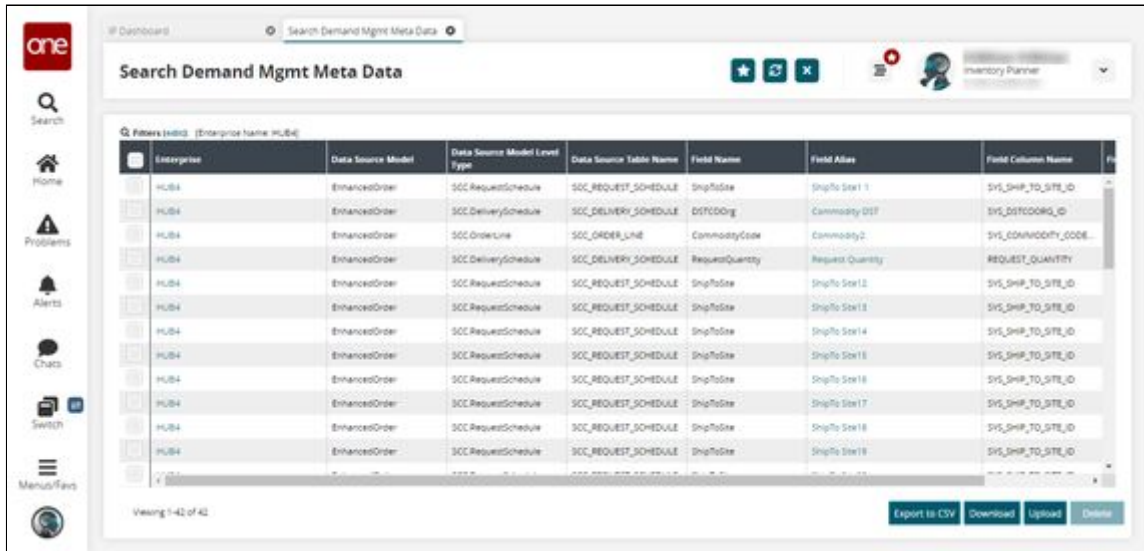 IP Dashboard
Search Demand Mgmt Meta Data
one
Search Demand Mgmt Meta Data
Inventory Planner
Search
Home
Problems
Alerts
Chats
Switch
Menus/Favs
Filters (edit): [Enterprise Name: HUB4]
Enterprise Data Source Model Data Source Model Level Type Data Source Table Name Field Name Field Alias Field Column Name
HUB4 EnhancedOrder SCC.RequestSchedule SCC_REQUEST_SCHEDULE ShipToSite ShipTo Site1 1 SYS_SHIP_TO_SITE_ID
HUB4 EnhancedOrder SCC.DeliverySchedule SCC_DELIVERY_SCHEDULE DSTCDOrg Commodity DST SYS_DSTCDORG_ID
HUB4 EnhancedOrder SCC.OrderLine SCC_ORDER_LINE CommodityCode Commodity2 SYS_COMMODITY_CODE...
HUB4 EnhancedOrder SCC.DeliverySchedule SCC_DELIVERY_SCHEDULE RequestQuantity Request Quantity REQUEST_QUANTITY
HUB4 EnhancedOrder SCC.RequestSchedule SCC_REQUEST_SCHEDULE ShipToSite ShipTo Site12 SYS_SHIP_TO_SITE_ID
HUB4 EnhancedOrder SCC.RequestSchedule SCC_REQUEST_SCHEDULE ShipToSite ShipTo Site13 SYS_SHIP_TO_SITE_ID
HUB4 EnhancedOrder SCC.RequestSchedule SCC_REQUEST_SCHEDULE ShipToSite ShipTo Site14 SYS_SHIP_TO_SITE_ID
HUB4 EnhancedOrder SCC.RequestSchedule SCC_REQUEST_SCHEDULE ShipToSite ShipTo Site15 SYS_SHIP_TO_SITE_ID
HUB4 EnhancedOrder SCC.RequestSchedule SCC_REQUEST_SCHEDULE ShipToSite ShipTo Site16 SYS_SHIP_TO_SITE_ID
HUB4 EnhancedOrder SCC.RequestSchedule SCC_REQUEST_SCHEDULE ShipToSite ShipTo Site17 SYS_SHIP_TO_SITE_ID
HUB4 EnhancedOrder SCC.RequestSchedule SCC_REQUEST_SCHEDULE ShipToSite ShipTo Site18 SYS_SHIP_TO_SITE_ID
HUB4 EnhancedOrder SCC.RequestSchedule SCC_REQUEST_SCHEDULE ShipToSite ShipTo Site19 SYS_SHIP_TO_SITE_ID
Viewing 1-42 of 42
Export to CSV Download Upload Delete